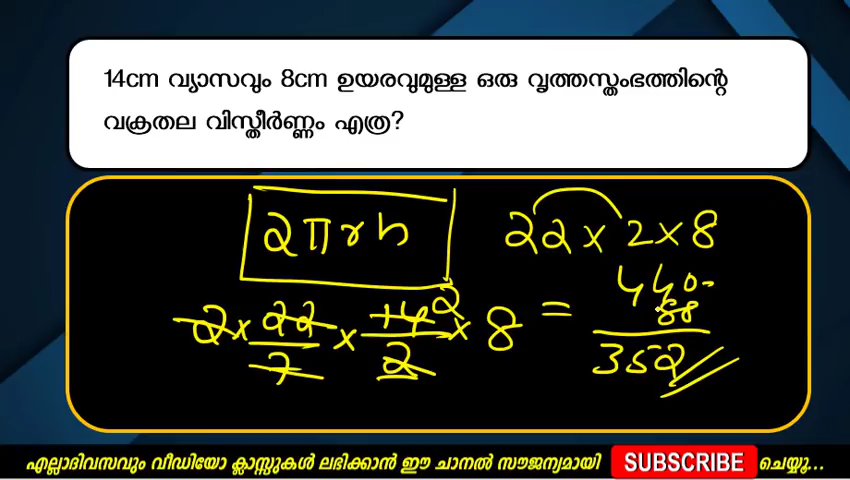 14cm വ്യാസവും 8cm ഉയരവുമുള്ള ഒരു വൃത്തസ്തംഭത്തിന്റെ
വക്രതല വിസ്തീർണ്ണം എത്ര?
2πrh
22 × 2 × 8
2 × 22/7 × 14/2 2 × 8 =
440-
88
352
എല്ലാദിവസവും വീഡിയോ ക്ലാസ്സുകൾ ലഭിക്കാൻ ഈ ചാനൽ സൗജന്യമായി SUBSCRIBE ചെയ്യൂ...